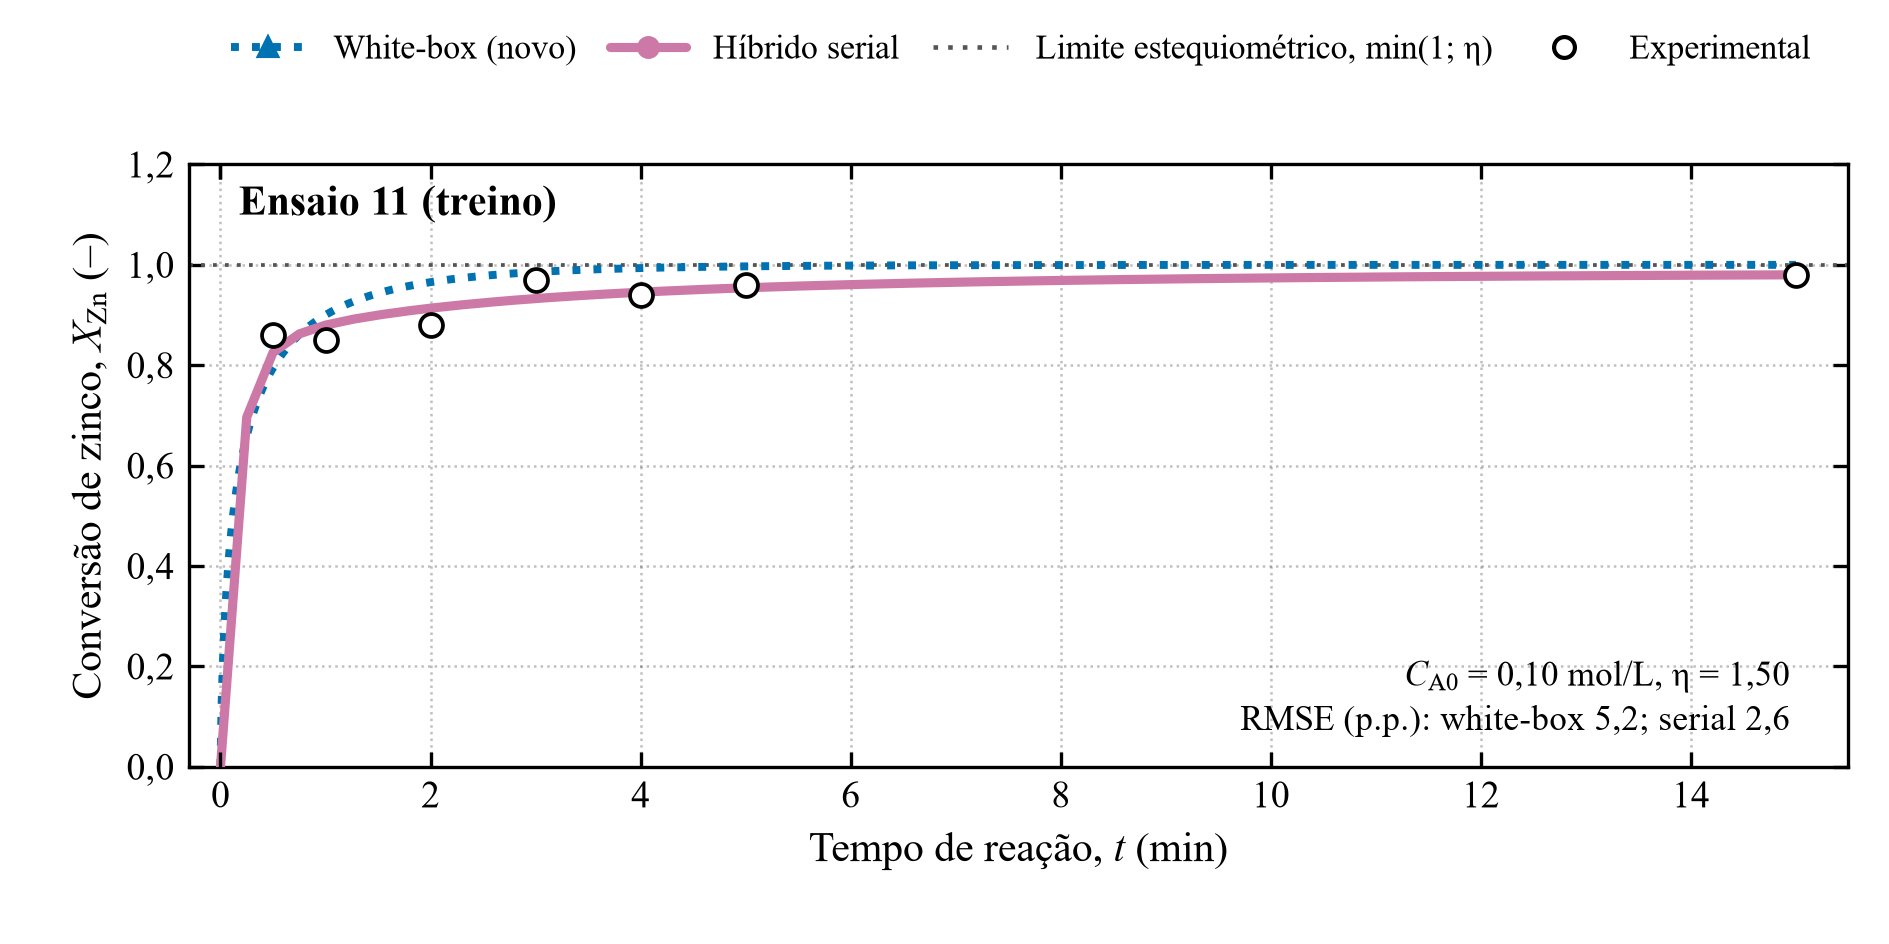 White-box (novo) Híbrido serial Limite estequiométrico, min(1; η) Experimental
Ensaio 11 (treino)
Conversão de zinco, XZn (−)
1,2
1,0
0,8
0,6
0,4
0,2
0,0
CA0 = 0,10 mol/L, η = 1,50
RMSE (p.p.): white-box 5,2; serial 2,6
0 2 4 6 8 10 12 14
Tempo de reação, t (min)